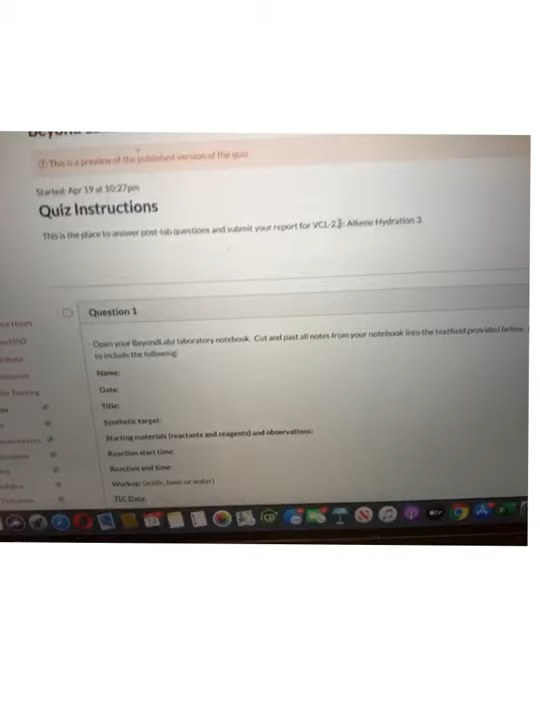 This is a preview of the published version of the quiz
Started: Apr 19 at 10:27pm
Quiz Instructions
This is the place to answer post-lab questions and submit your report for VCL-2. : Alkene Hydration 3.
Question 1
Open your BeyondLabz laboratory notebook. Cut and past all notes from your notebook into the textfield provided below.
to include the following:
Name:
Date:
Title:
Synthetic target:
Starting materials (reactants and reagents) and observations:
Reaction start time:
Reaction end time:
Workup: (acidic, basic or water)
TLC Data: